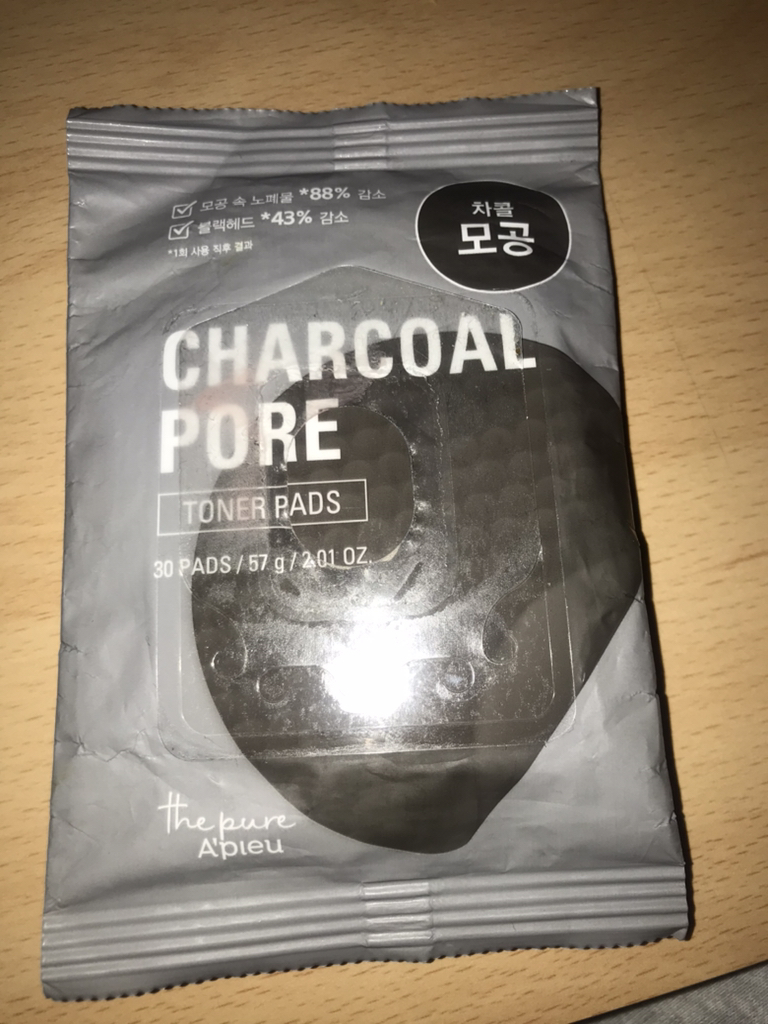 모공 속 노폐물 *88% 감소
블랙헤드 *43% 감소
*1회 사용 직후 결과
차콜
모공
CHARCOAL
PORE
TONER PADS
30 PADS / 57 g / 2.01 OZ.
the pure
A'pieu